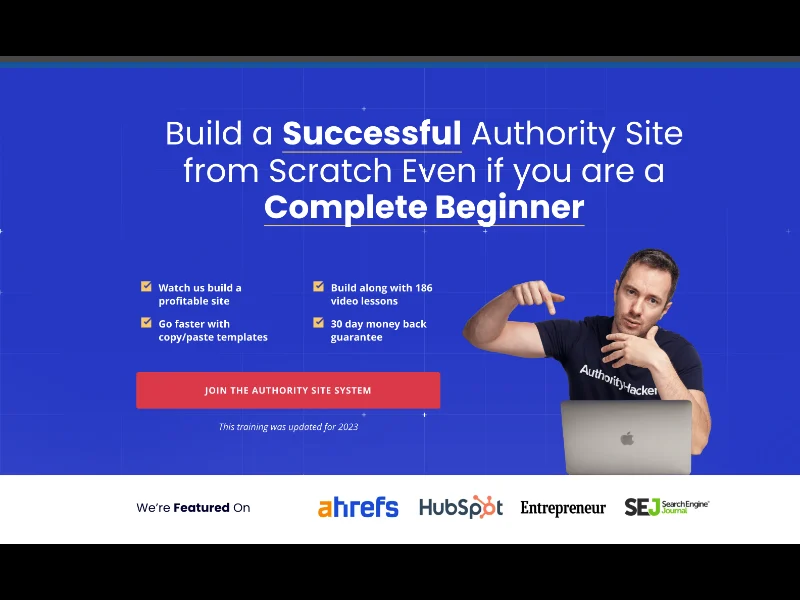 Build a Successful Authority Site
from Scratch Even if you are a
Complete Beginner
Watch us build a
profitable site
Build along with 186
video lessons
Go faster with
copy/paste templates
30 day money back
guarantee
JOIN THE AUTHORITY SITE SYSTEM
This training was updated for 2023
AuthorityHacker
We're Featured On
ahrefs
HubSpot
Entrepreneur
SEJ Search Engine
Journal